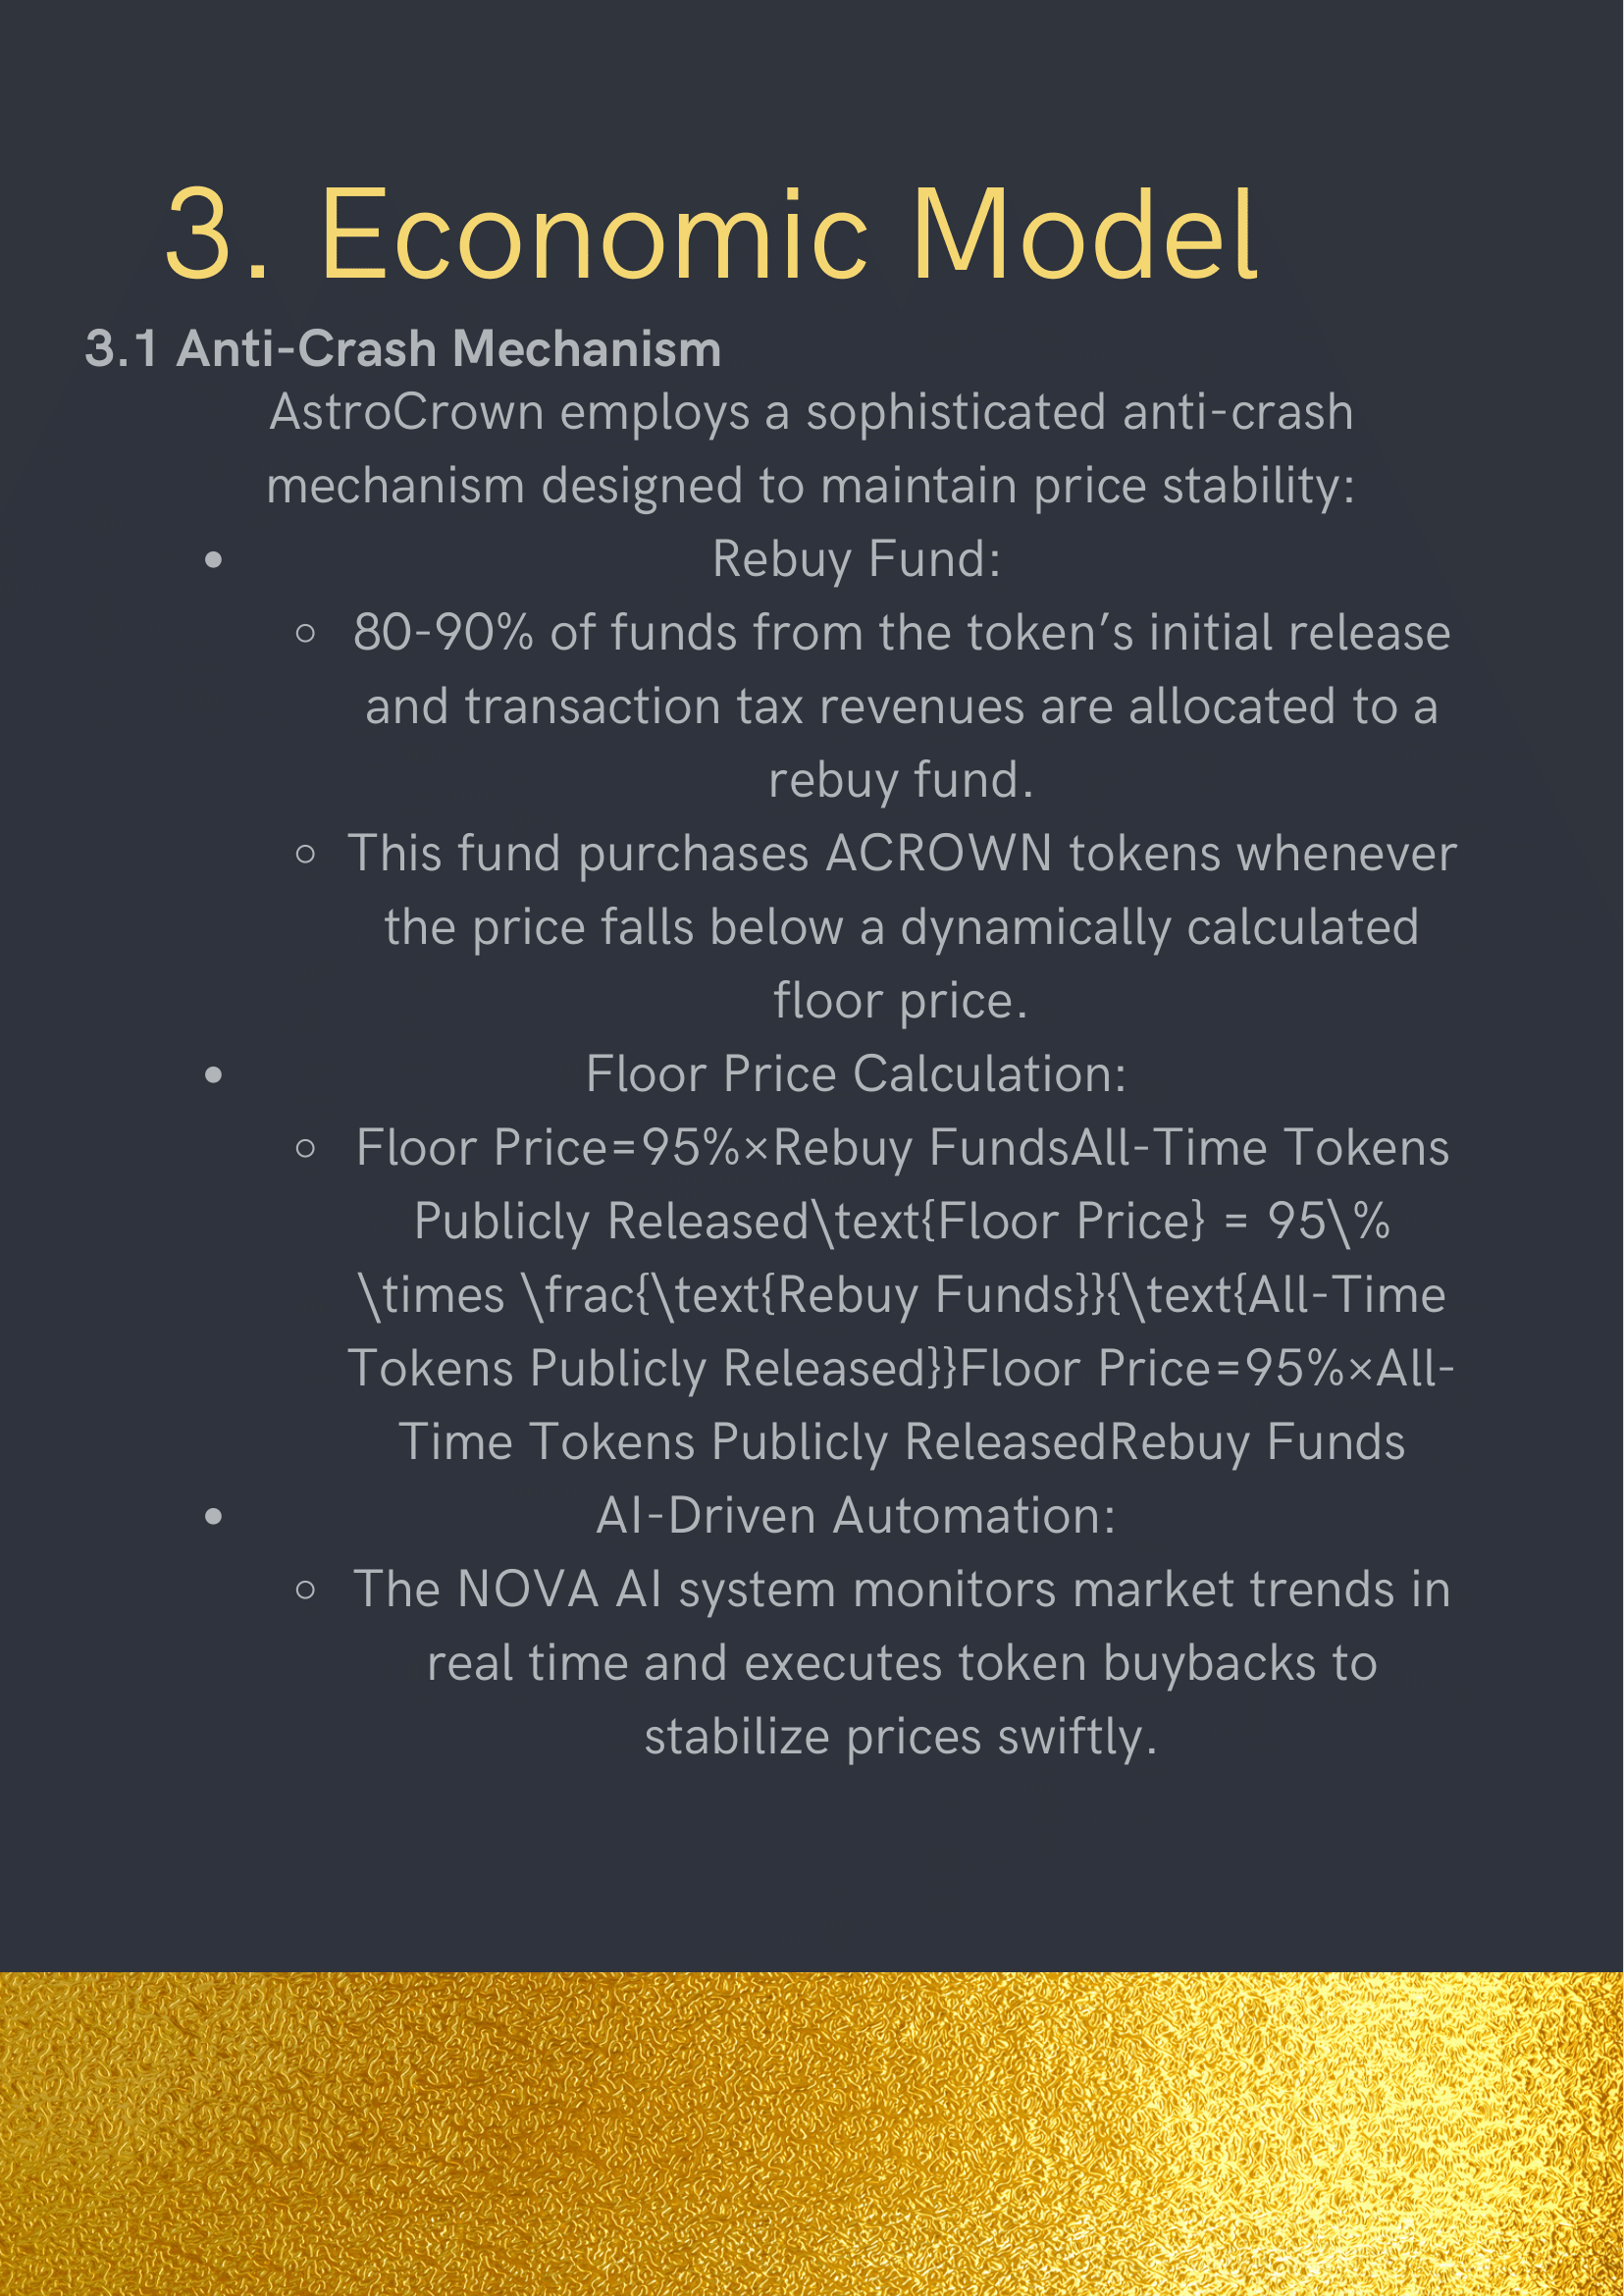 3. Economic Model
3.1 Anti-Crash Mechanism
AstroCrown employs a sophisticated anti-crash
mechanism designed to maintain price stability:
• Rebuy Fund:
◦ 80-90% of funds from the token’s initial release
and transaction tax revenues are allocated to a
rebuy fund.
◦ This fund purchases ACROWN tokens whenever
the price falls below a dynamically calculated
floor price.
• Floor Price Calculation:
◦ Floor Price=95%×Rebuy FundsAll-Time Tokens
Publicly Released\text{Floor Price} = 95\%
\times \frac{\text{Rebuy Funds}}{\text{All-Time
Tokens Publicly Released}}Floor Price=95%×All-
Time Tokens Publicly ReleasedRebuy Funds
• AI-Driven Automation:
◦ The NOVA AI system monitors market trends in
real time and executes token buybacks to
stabilize prices swiftly.